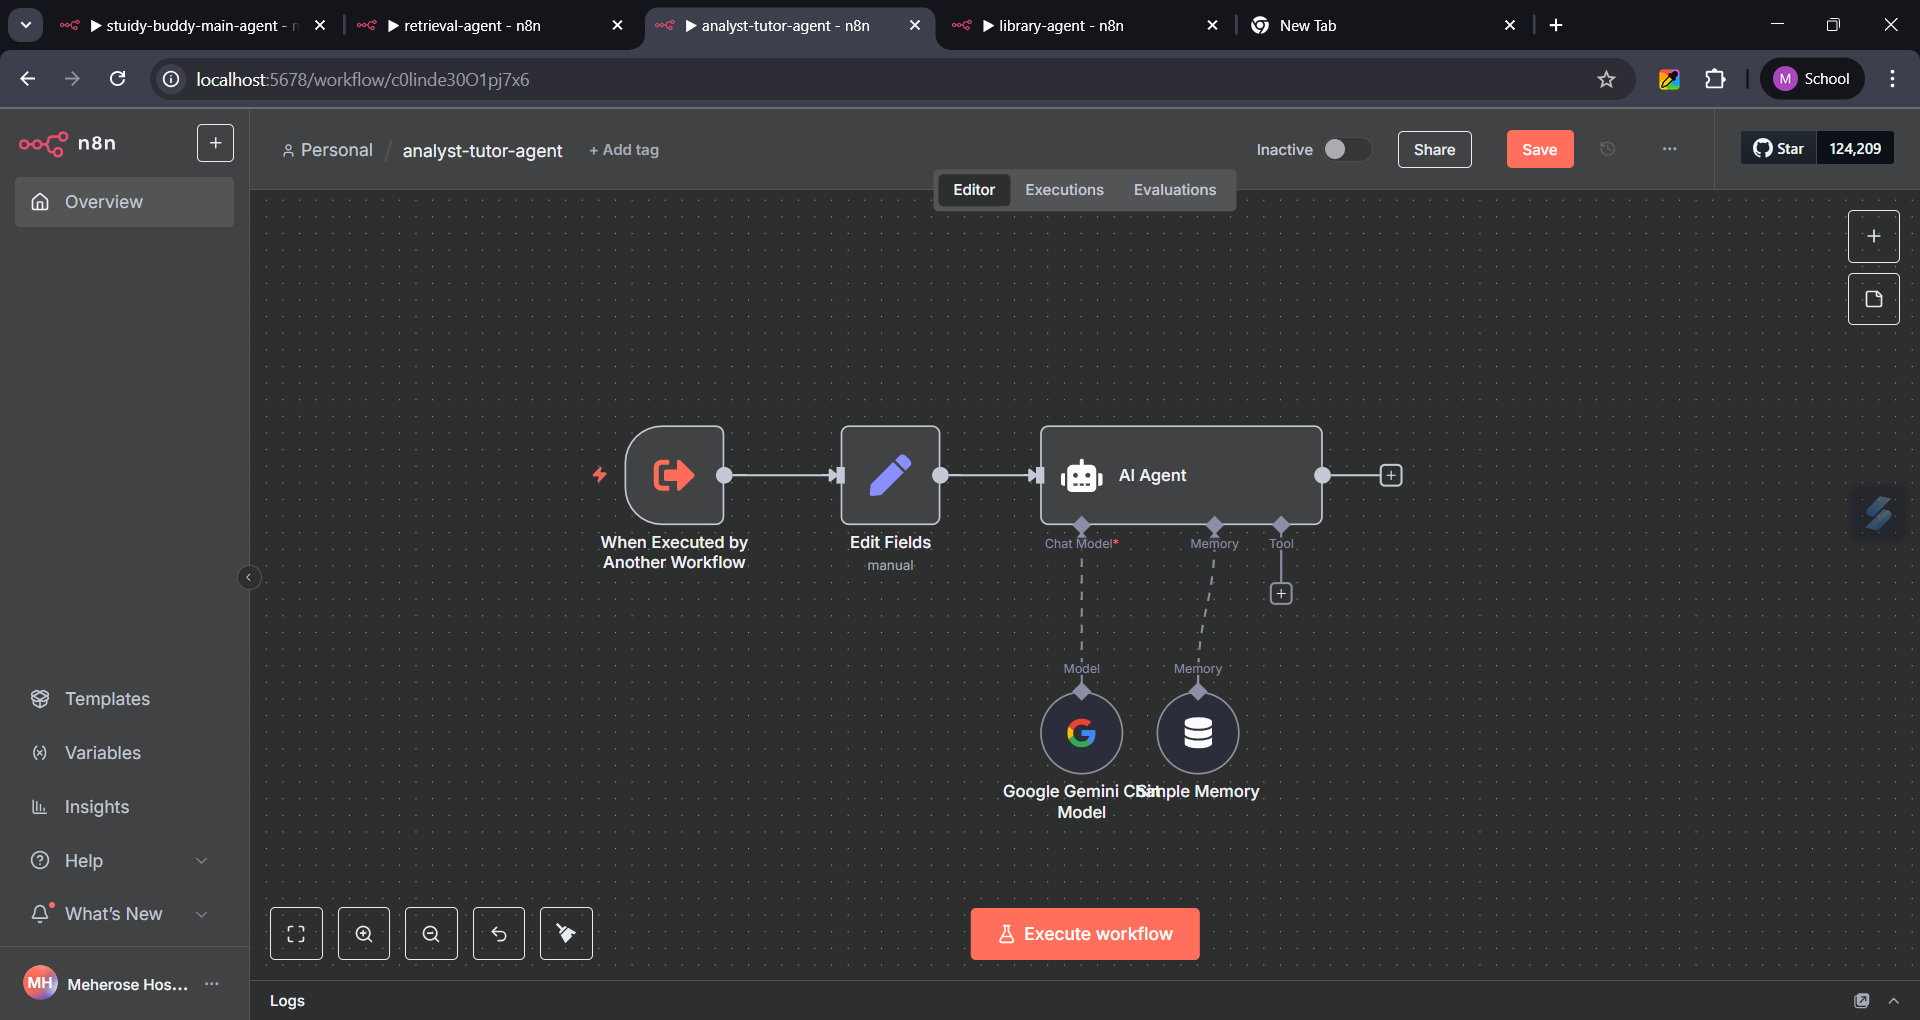 stuidy-buddy-main-agent - n
retrieval-agent - n8n
analyst-tutor-agent - n8n
library-agent - n8n
New Tab
localhost:5678/workflow/c0linde30O1pj7x6
M School
n8n
Personal / analyst-tutor-agent + Add tag
Inactive
Share
Save
Star 124,209
Editor Executions Evaluations
Overview
AI Agent
When Executed by
Another Workflow
Edit Fields
manual
Chat Model*
Memory
Tool
Model
Memory
Google Gemini Chat
Model
Simple Memory
Templates
Variables
Insights
Help
What's New
Execute workflow
MH Meherose Hos...
Logs